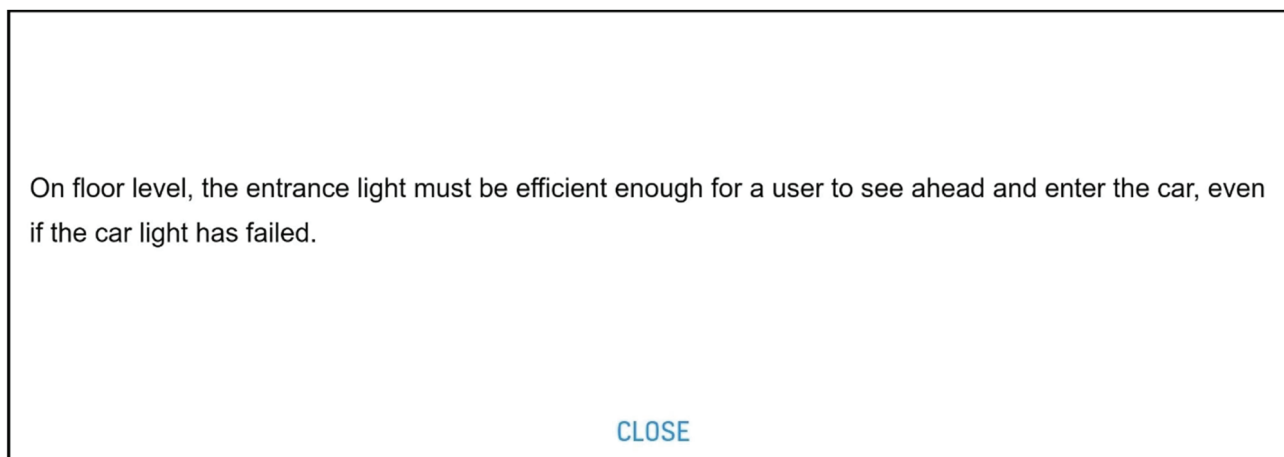 On floor level, the entrance light must be efficient enough for a user to see ahead and enter the car, even
if the car light has failed.
CLOSE